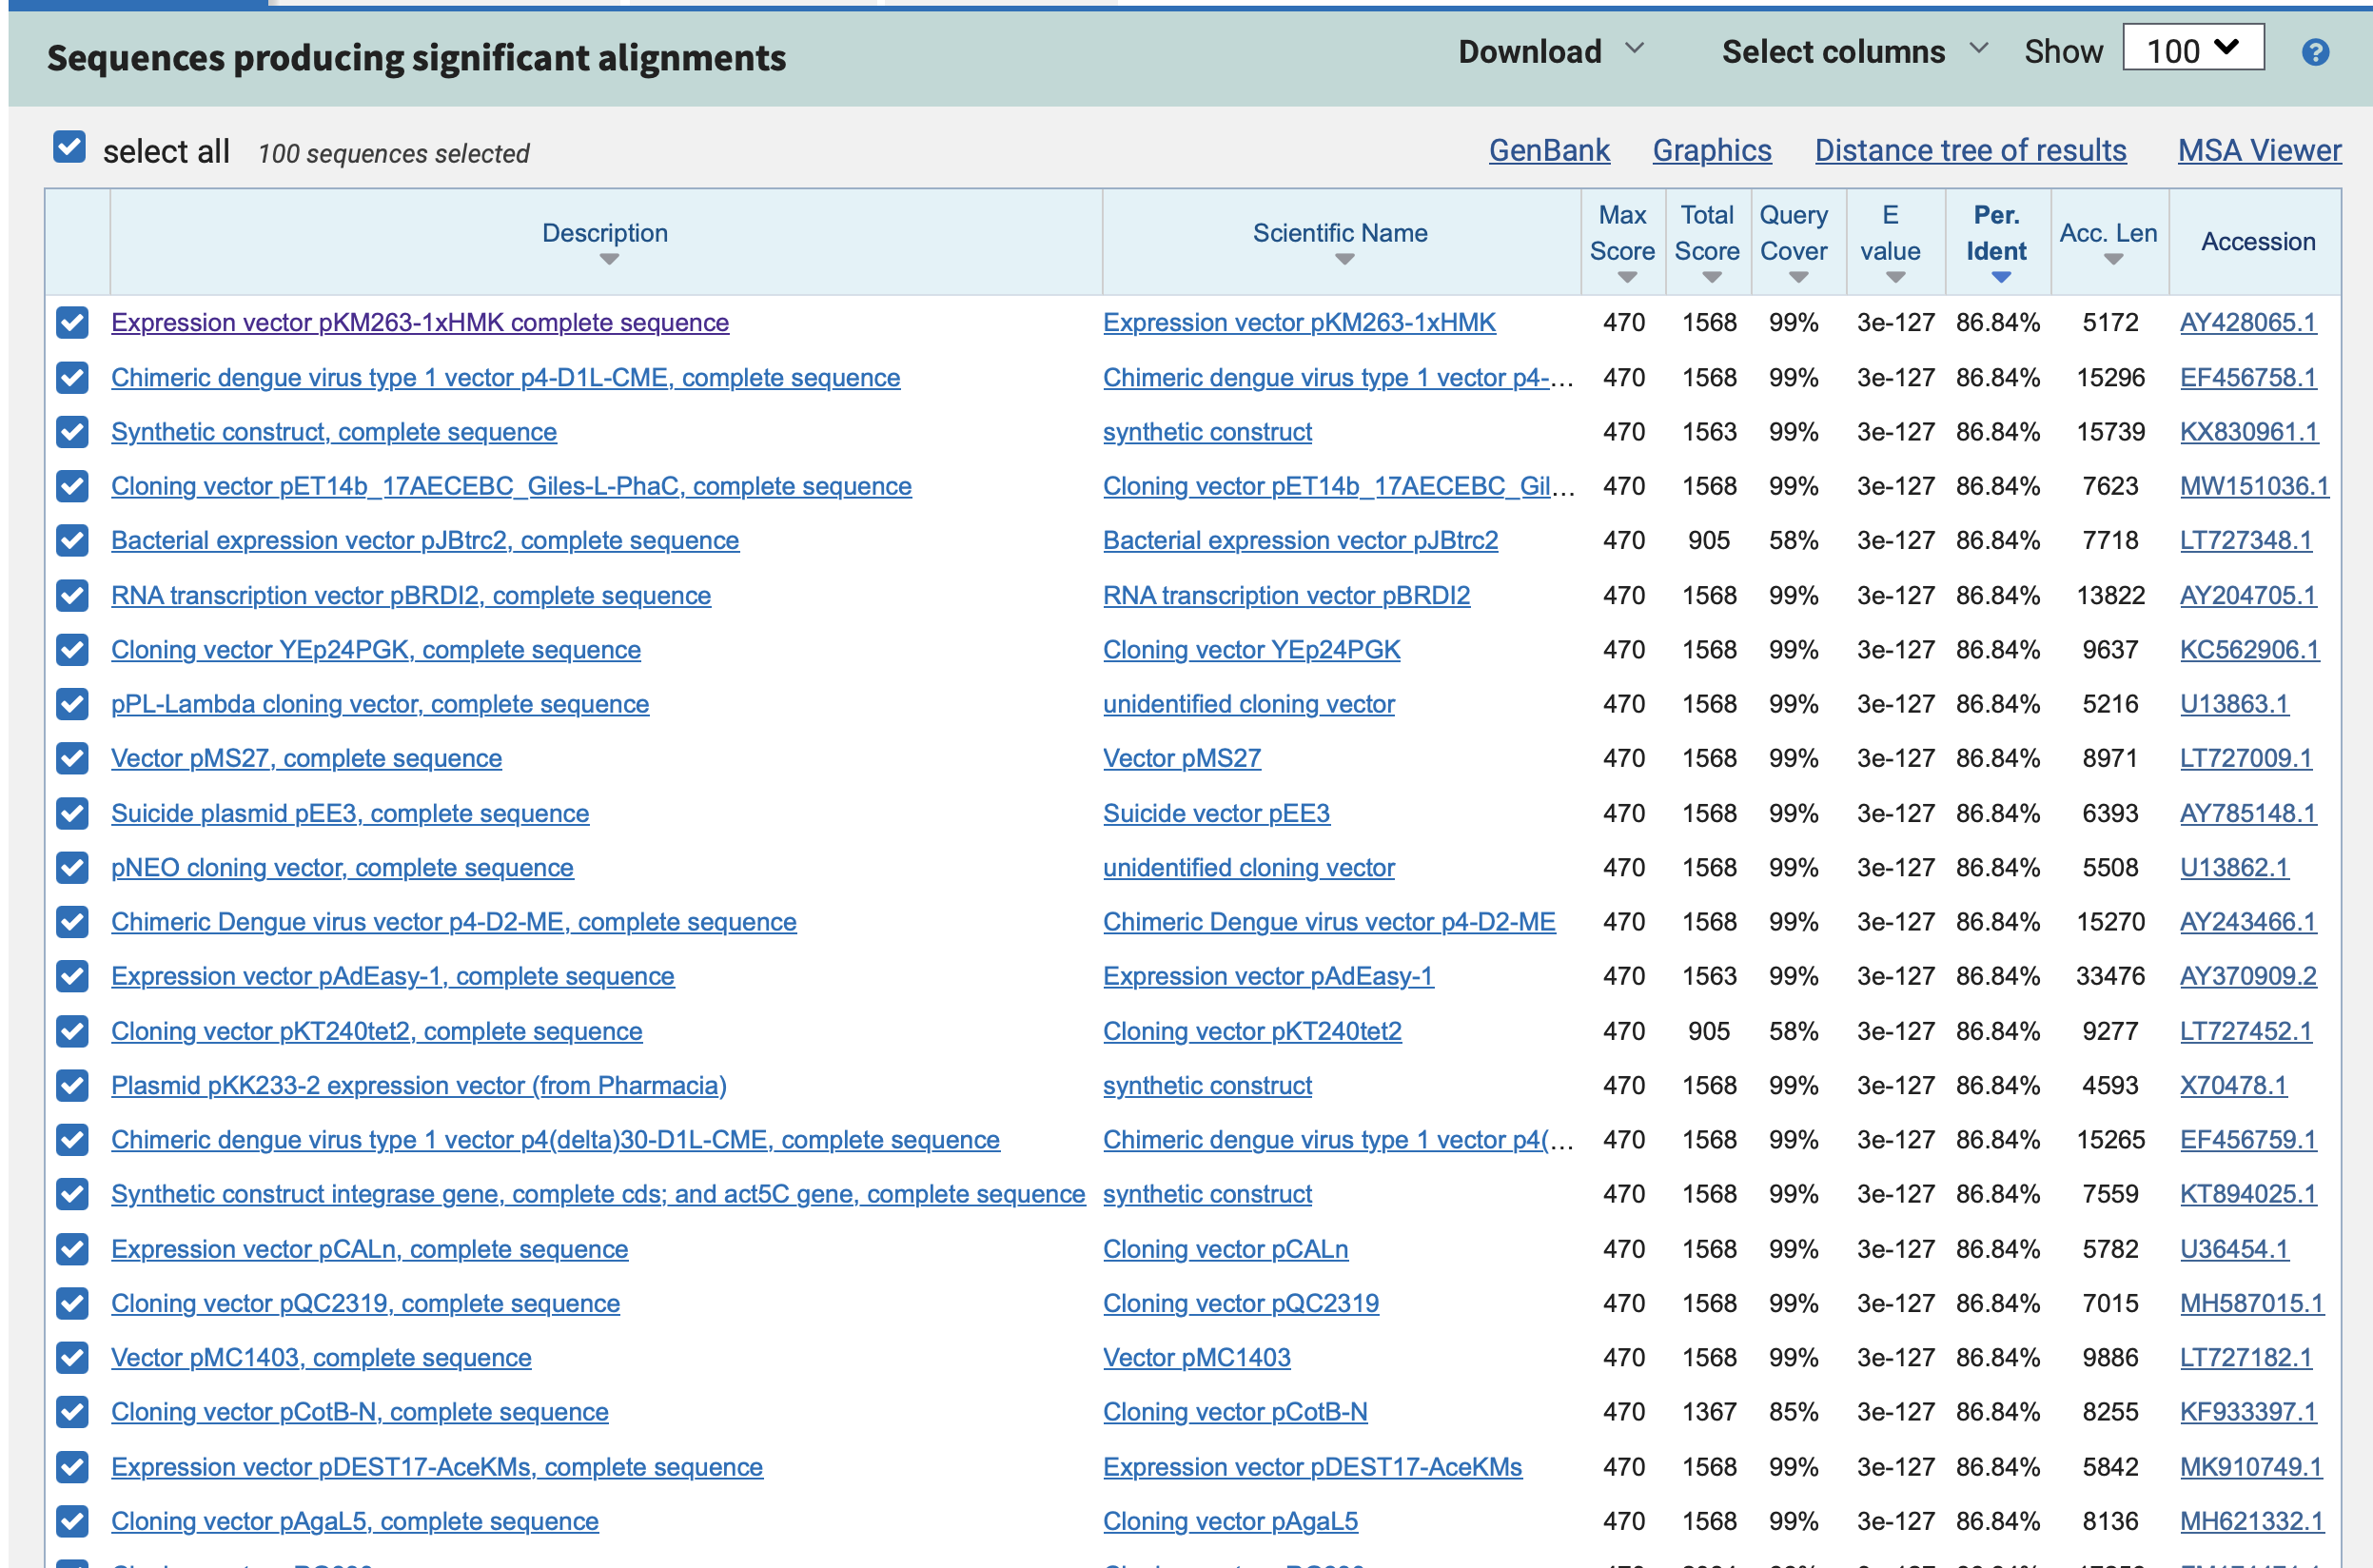 Sequences producing significant alignments Download Select columns Show 100 ?
select all 100 sequences selected GenBank Graphics Distance tree of results MSA Viewer
Description Scientific Name Max Score Total Score Query Cover E value Per. Ident Acc. Len Accession
Expression vector pKM263-1xHMK complete sequence Expression vector pKM263-1xHMK 470 1568 99% 3e-127 86.84% 5172 AY428065.1
Chimeric dengue virus type 1 vector p4-D1L-CME, complete sequence Chimeric dengue virus type 1 vector p4-... 470 1568 99% 3e-127 86.84% 15296 EF456758.1
Synthetic construct, complete sequence synthetic construct 470 1563 99% 3e-127 86.84% 15739 KX830961.1
Cloning vector pET14b_17AECEBC_Giles-L-PhaC, complete sequence Cloning vector pET14b_17AECEBC_Gil... 470 1568 99% 3e-127 86.84% 7623 MW151036.1
Bacterial expression vector pJBtrc2, complete sequence Bacterial expression vector pJBtrc2 470 905 58% 3e-127 86.84% 7718 LT727348.1
RNA transcription vector pBRDI2, complete sequence RNA transcription vector pBRDI2 470 1568 99% 3e-127 86.84% 13822 AY204705.1
Cloning vector YEp24PGK, complete sequence Cloning vector YEp24PGK 470 1568 99% 3e-127 86.84% 9637 KC562906.1
pPL-Lambda cloning vector, complete sequence unidentified cloning vector 470 1568 99% 3e-127 86.84% 5216 U13863.1
Vector pMS27, complete sequence Vector pMS27 470 1568 99% 3e-127 86.84% 8971 LT727009.1
Suicide plasmid pEE3, complete sequence Suicide vector pEE3 470 1568 99% 3e-127 86.84% 6393 AY785148.1
pNEO cloning vector, complete sequence unidentified cloning vector 470 1568 99% 3e-127 86.84% 5508 U13862.1
Chimeric Dengue virus vector p4-D2-ME, complete sequence Chimeric Dengue virus vector p4-D2-ME 470 1568 99% 3e-127 86.84% 15270 AY243466.1
Expression vector pAdEasy-1, complete sequence Expression vector pAdEasy-1 470 1563 99% 3e-127 86.84% 33476 AY370909.2
Cloning vector pKT240tet2, complete sequence Cloning vector pKT240tet2 470 905 58% 3e-127 86.84% 9277 LT727452.1
Plasmid pKK233-2 expression vector (from Pharmacia) synthetic construct 470 1568 99% 3e-127 86.84% 4593 X70478.1
Chimeric dengue virus type 1 vector p4(delta)30-D1L-CME, complete sequence Chimeric dengue virus type 1 vector p4(... 470 1568 99% 3e-127 86.84% 15265 EF456759.1
Synthetic construct integrase gene, complete cds; and act5C gene, complete sequence synthetic construct 470 1568 99% 3e-127 86.84% 7559 KT894025.1
Expression vector pCALn, complete sequence Cloning vector pCALn 470 1568 99% 3e-127 86.84% 5782 U36454.1
Cloning vector pQC2319, complete sequence Cloning vector pQC2319 470 1568 99% 3e-127 86.84% 7015 MH587015.1
Vector pMC1403, complete sequence Vector pMC1403 470 1568 99% 3e-127 86.84% 9886 LT727182.1
Cloning vector pCotB-N, complete sequence Cloning vector pCotB-N 470 1367 85% 3e-127 86.84% 8255 KF933397.1
Expression vector pDEST17-AceKMs, complete sequence Expression vector pDEST17-AceKMs 470 1568 99% 3e-127 86.84% 5842 MK910749.1
Cloning vector pAgaL5, complete sequence Cloning vector pAgaL5 470 1568 99% 3e-127 86.84% 8136 MH621332.1